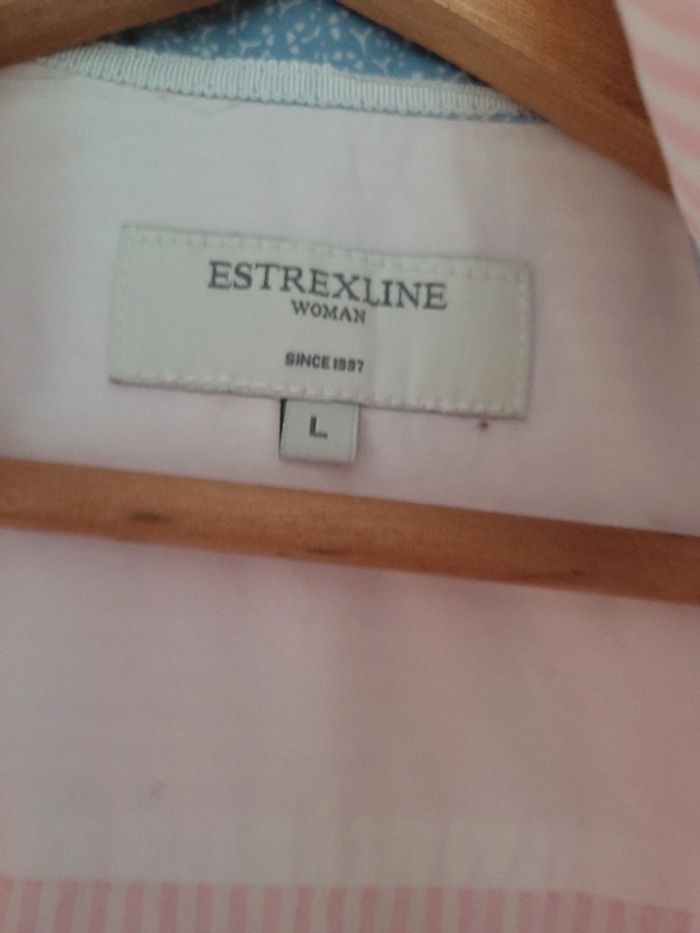 ESTREXLINE
WOMAN
SINCE 1997
L